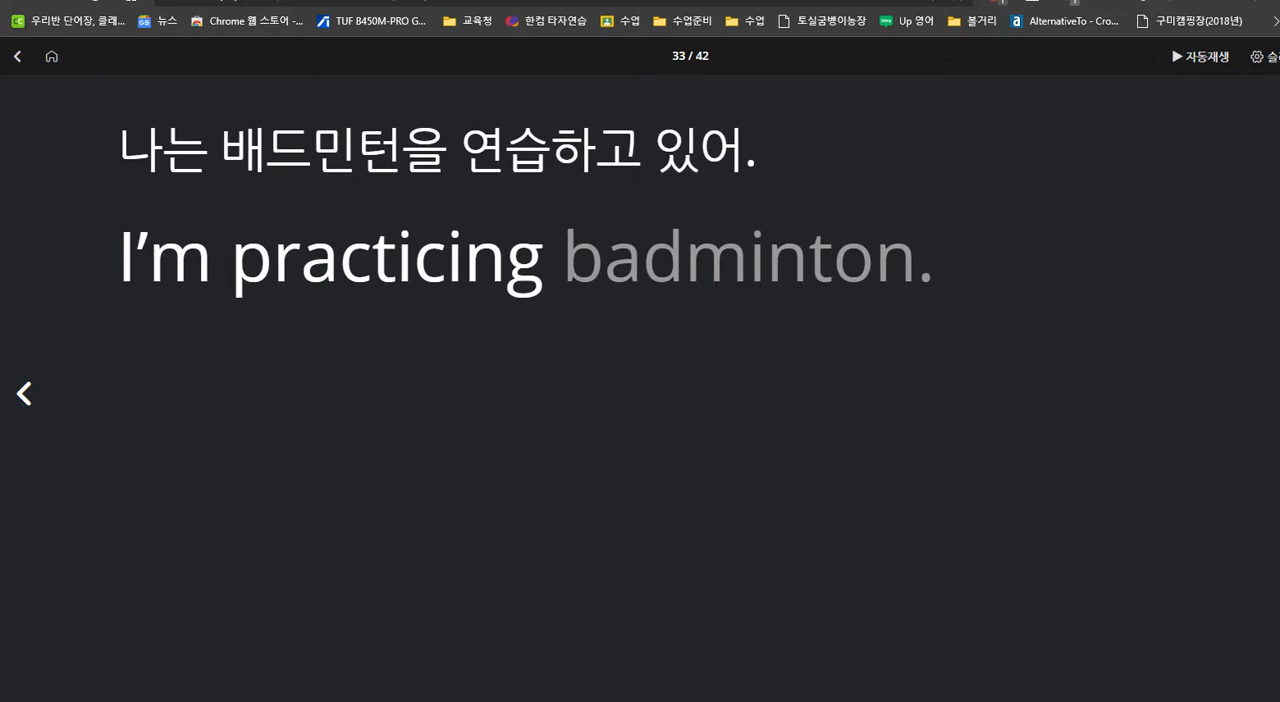 우리반 단어장, 클래... 뉴스 Chrome 웹 스토어 -... TUF B450M-PRO G... 교육청 한컴 타자연습 수업 수업준비 수업 토실굼벵이농장 Up 영어 볼거리 AlternativeTo - Cro... 구미캠핑장(2018년)
33 / 42 자동재생
나는 배드민턴을 연습하고 있어.
I’m practicing badminton.